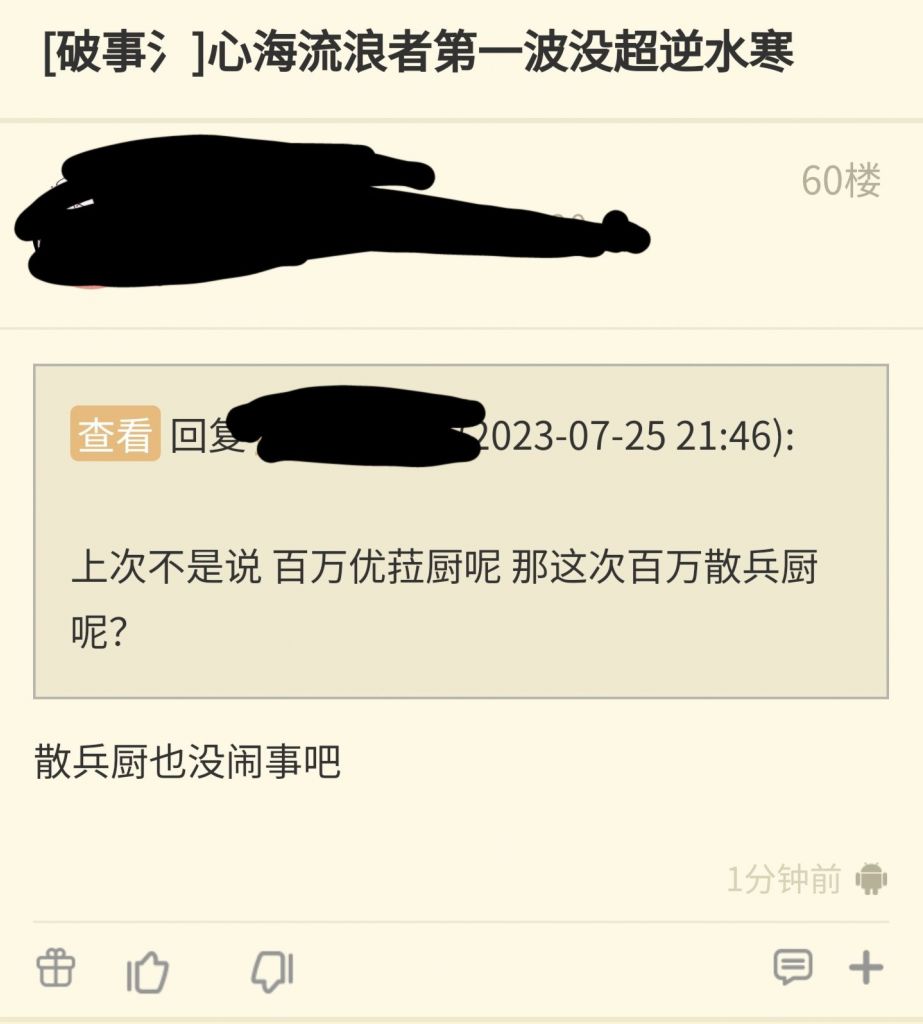 [破事氵]心海流浪者第一波没超逆水寒
60楼
查看 回复 2023-07-25 21:46):
上次不是说 百万优菈厨呢 那这次百万散兵厨
呢？
散兵厨也没闹事吧
1分钟前